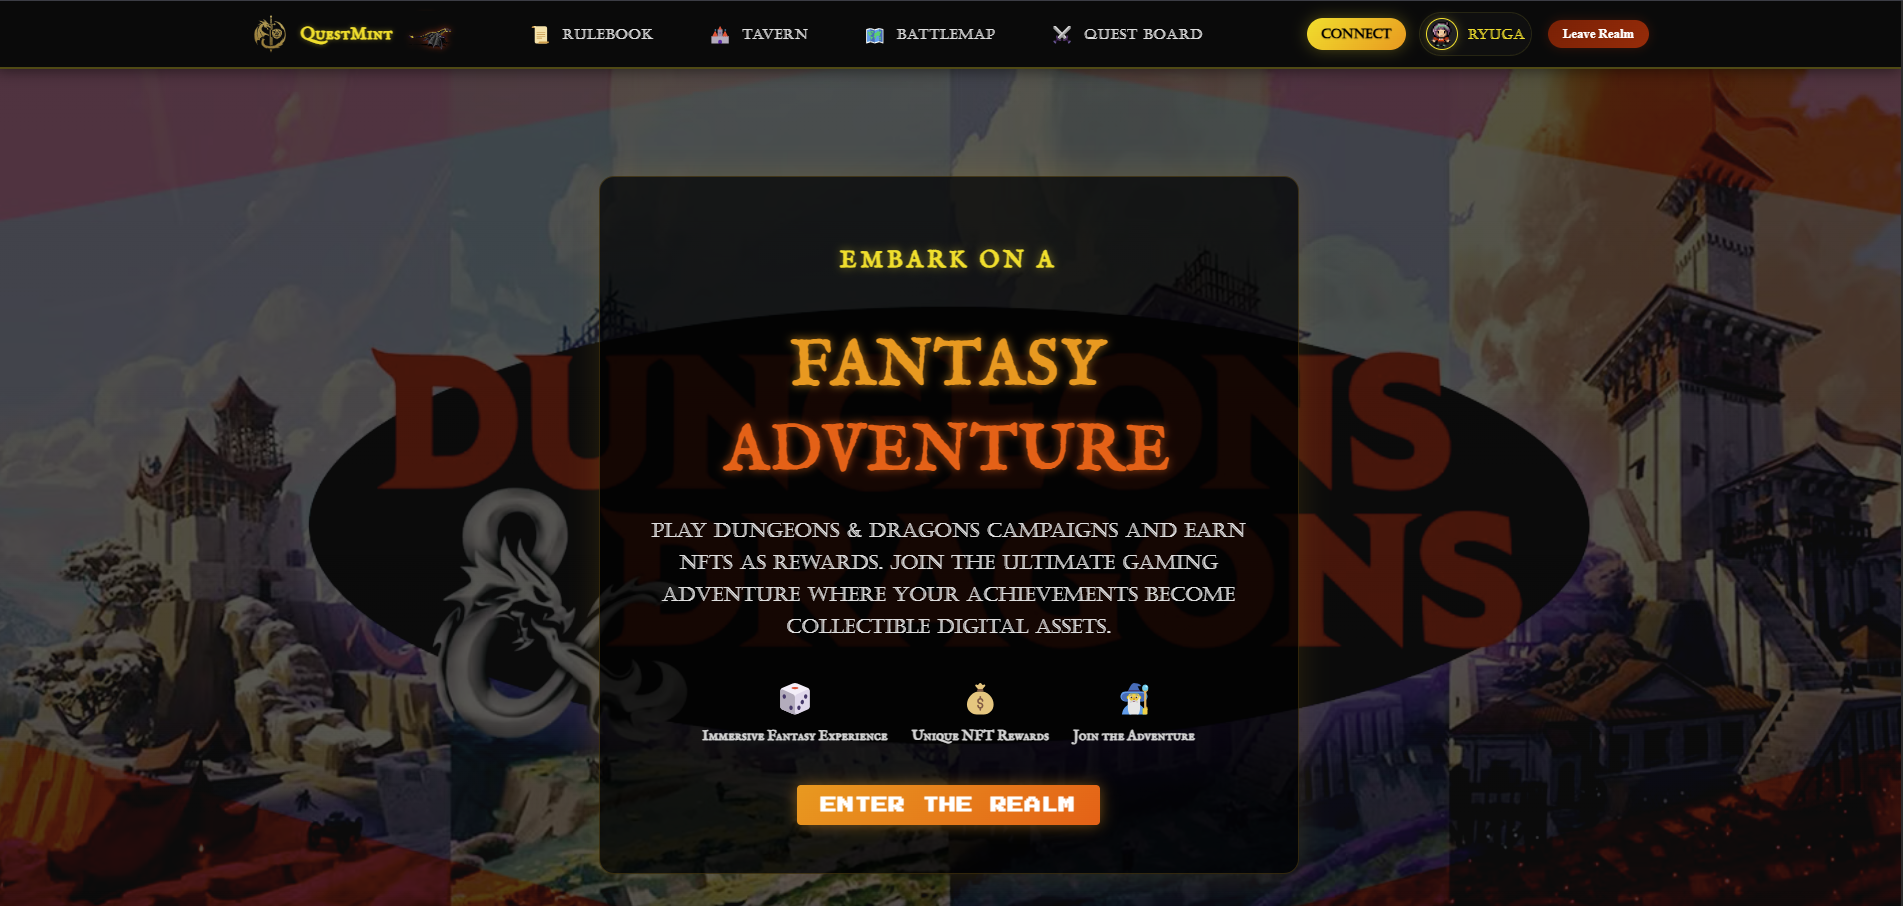 QuestMint
RULEBOOK
TAVERN
BATTLEMAP
QUEST BOARD
CONNECT
RYUGA
Leave Realm
EMBARK ON A
FANTASY
ADVENTURE
DUNGEONS
& DRAGONS
PLAY DUNGEONS & DRAGONS CAMPAIGNS AND EARN
NFTS AS REWARDS. JOIN THE ULTIMATE GAMING
ADVENTURE WHERE YOUR ACHIEVEMENTS BECOME
COLLECTIBLE DIGITAL ASSETS.
Immersive Fantasy Experience
Unique NFT Rewards
Join the Adventure
ENTER THE REALM